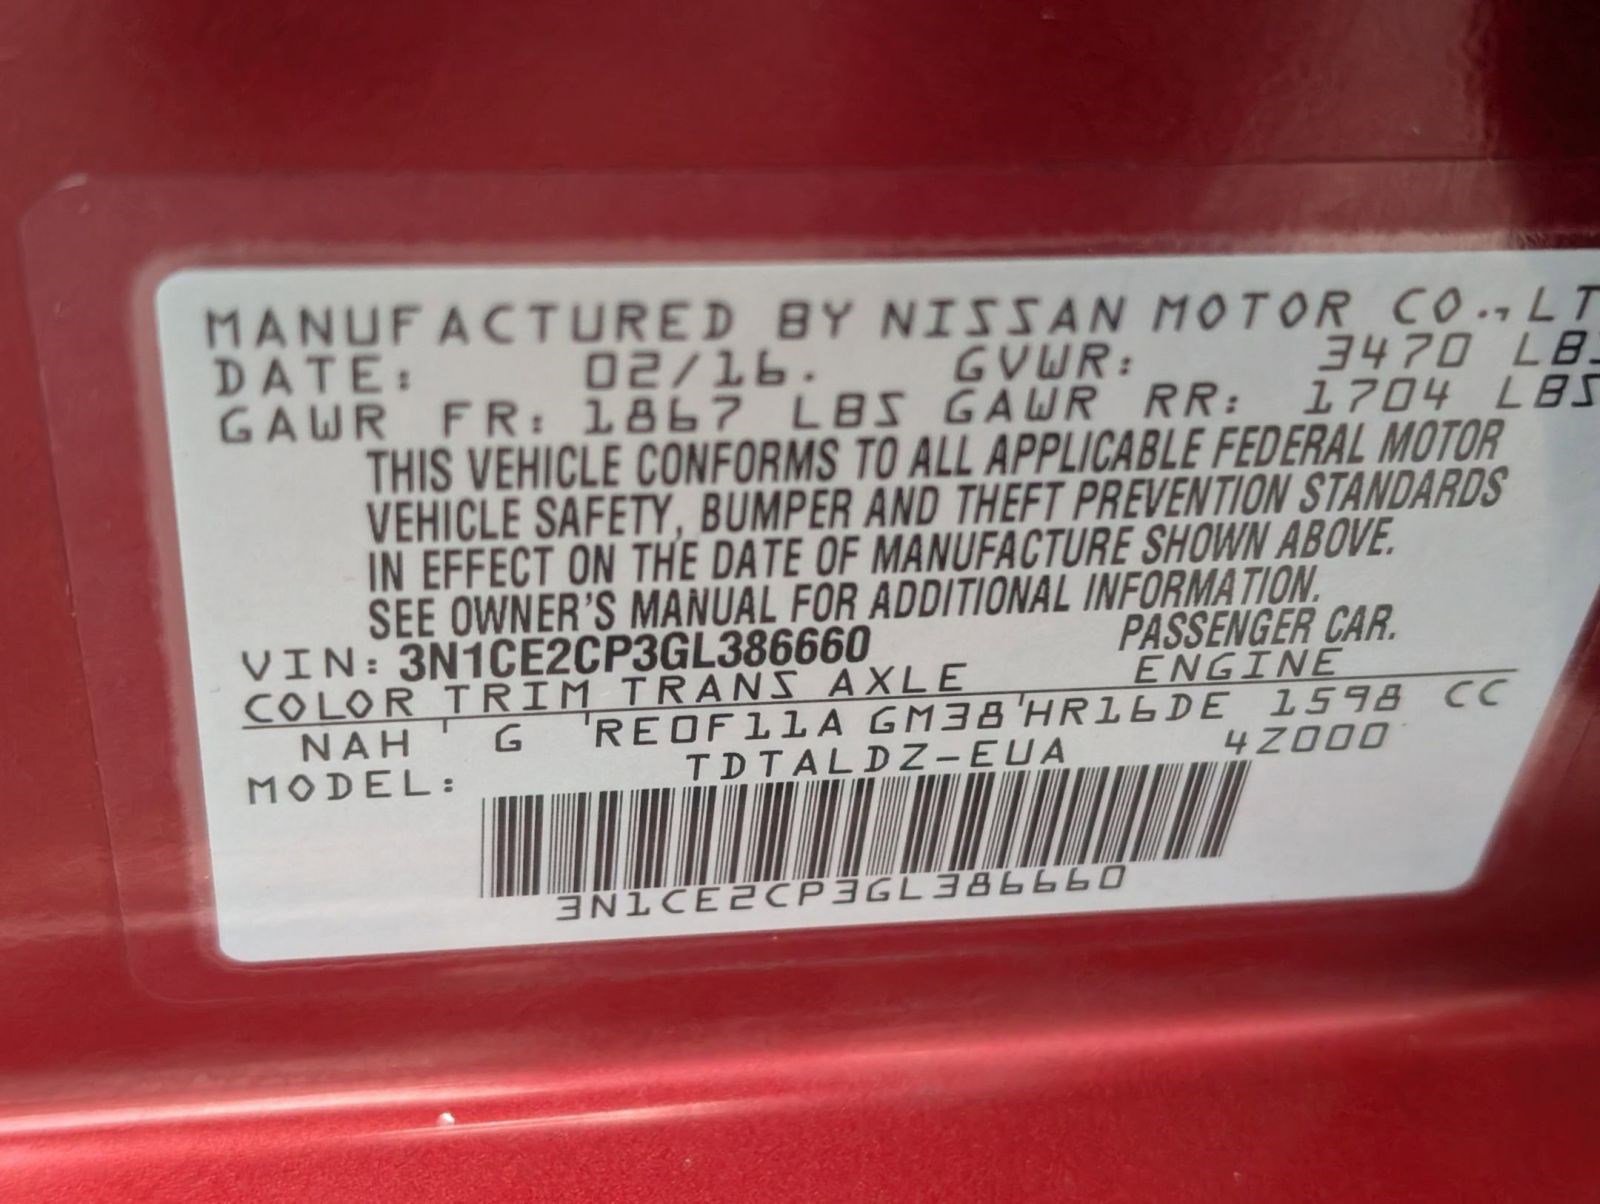 MANUFACTURED BY NISSAN MOTOR CO., LT
DATE: 02/16. GVWR: 3470 LBS
GAWR FR: 1867 LBS GAWR RR: 1704 LBS
THIS VEHICLE CONFORMS TO ALL APPLICABLE FEDERAL MOTOR
VEHICLE SAFETY, BUMPER AND THEFT PREVENTION STANDARDS
IN EFFECT ON THE DATE OF MANUFACTURE SHOWN ABOVE.
SEE OWNER'S MANUAL FOR ADDITIONAL INFORMATION.
VIN: 3N1CE2CP3GL386660 PASSENGER CAR.
COLOR TRIM TRANS AXLE ENGINE
NAH ' G 'RE0F11A GM38'HR16DE 1598 CC
MODEL: TDTALDZ-EUA 4Z000
3N1CE2CP3GL386660